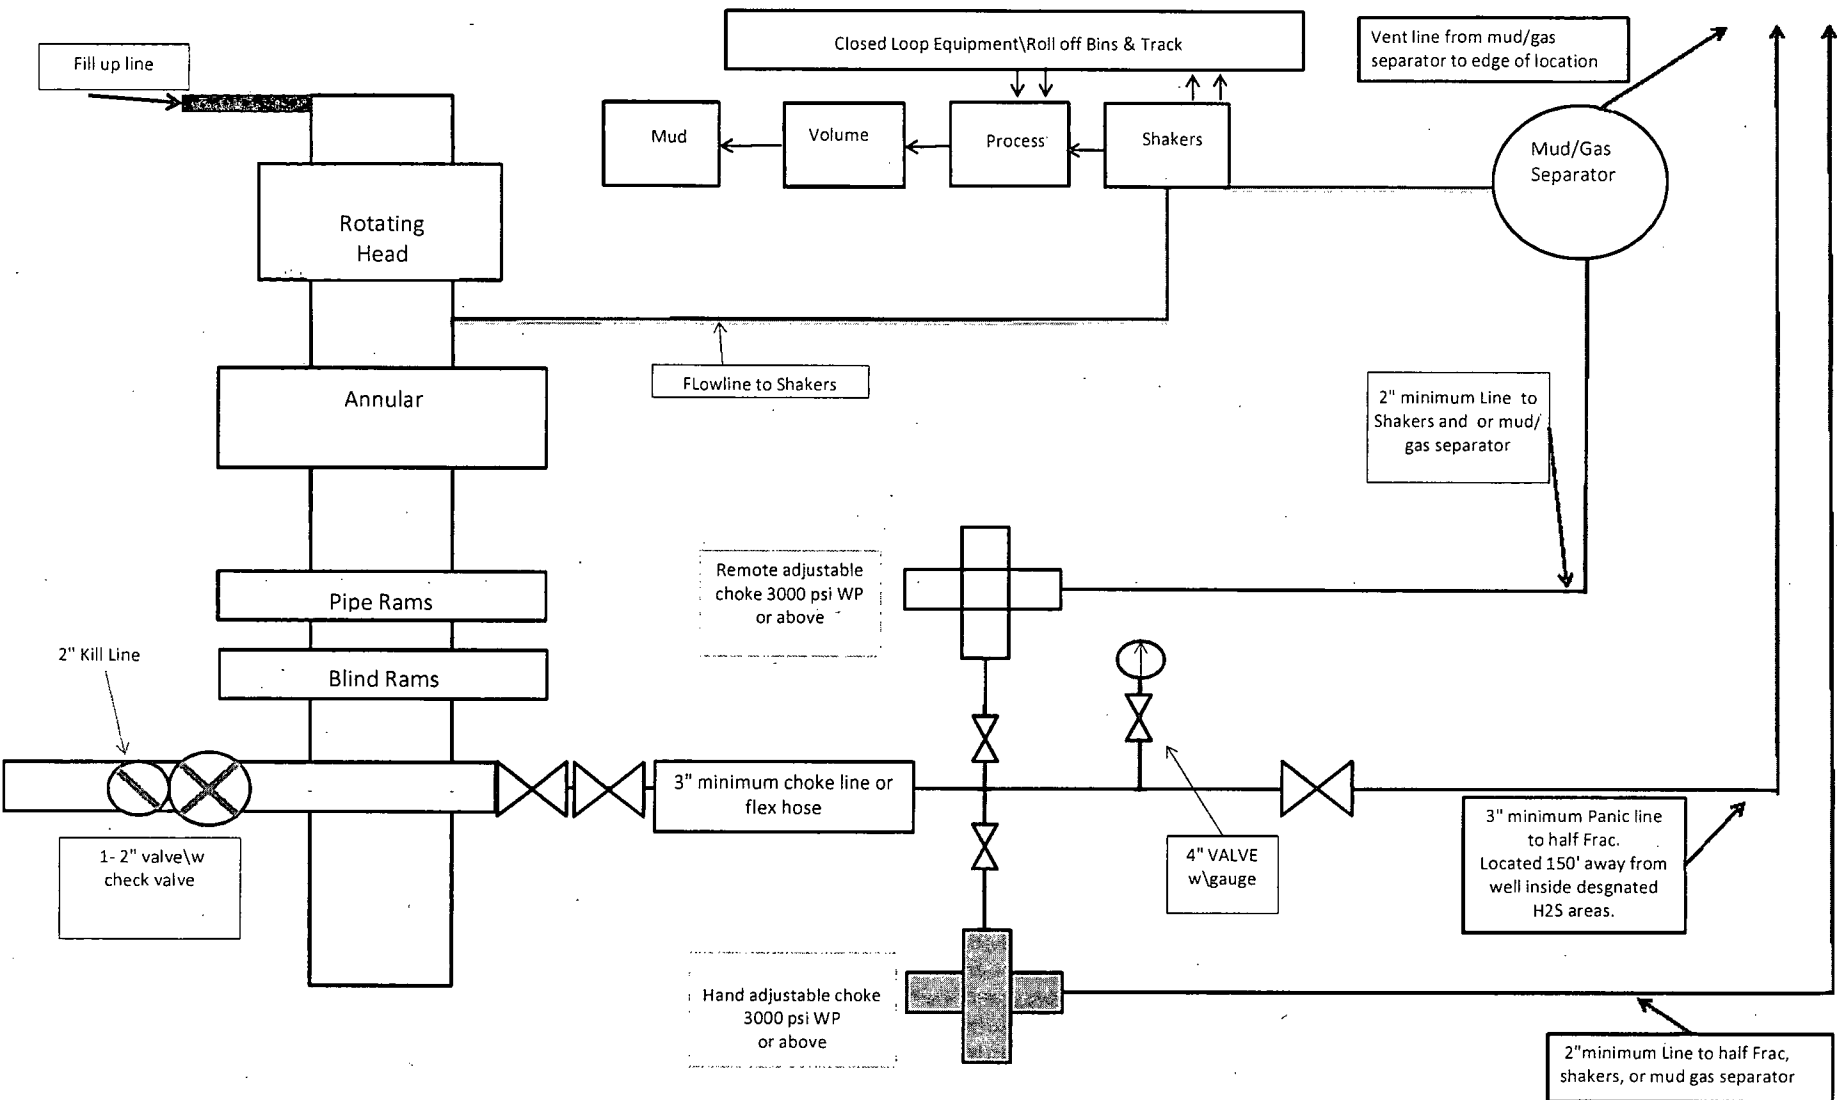 Closed Loop Equipment\Roll off Bins & Track
Vent line from mud/gas
separator to edge of location
Fill up line
Mud
Volume
Process
Shakers
Mud/Gas
Separator
Rotating
Head
FLowline to Shakers
Annular
2" minimum Line to
Shakers and or mud/
gas separator
Remote adjustable
choke 3000 psi WP
or above
Pipe Rams
2" Kill Line
Blind Rams
3" minimum choke line or
flex hose
1- 2" valve\w
check valve
4" VALVE
w\gauge
3" minimum Panic line
to half Frac.
Located 150' away from
well inside desgnated
H2S areas.
Hand adjustable choke
3000 psi WP
or above
2"minimum Line to half Frac,
shakers, or mud gas separator